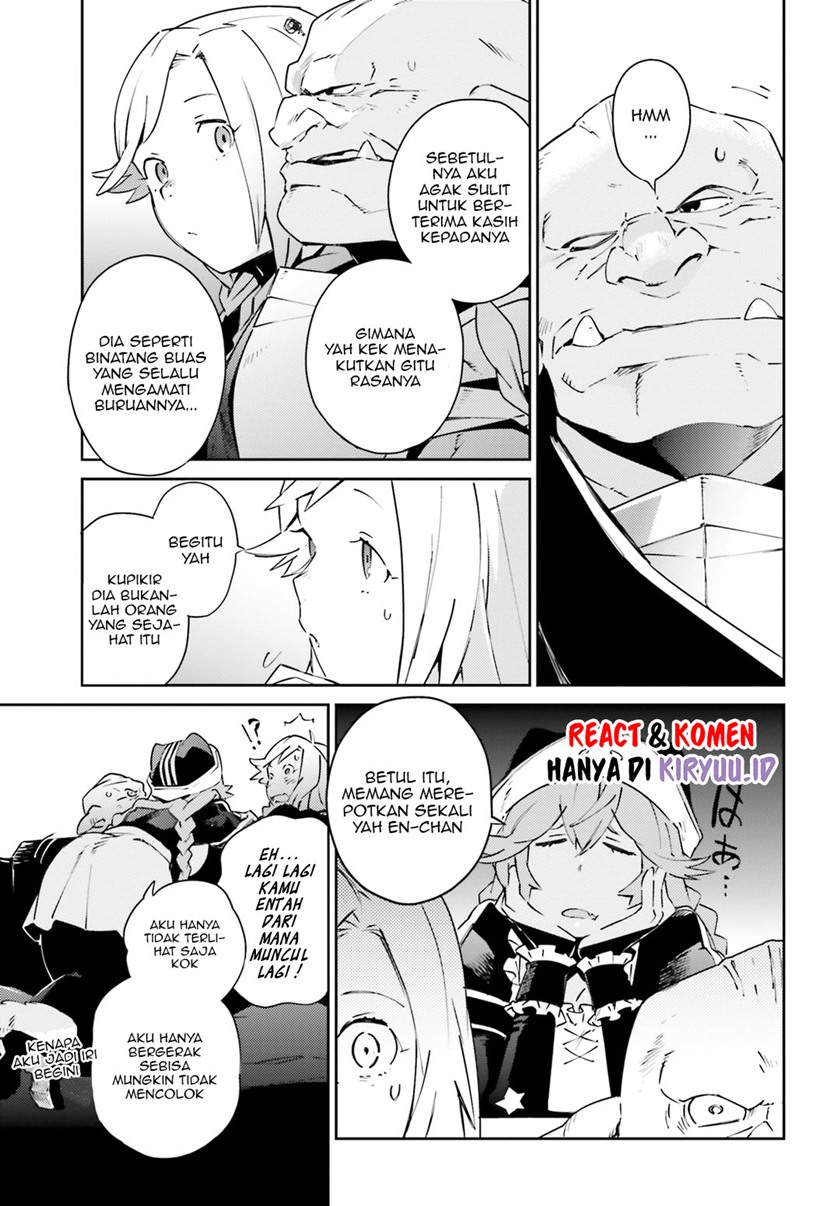 HMM
...
SEBETUL-
NYA AKU
AGAK SULIT
UNTUK BER-
TERIMA KASIH
KEPADANYA
GIMANA
YAH KEK MENA-
KUTKAN GITU
RASANYA
DIA SEPERTI
BINATANG BUAS
YANG SELALU
MENGAMATI
BURUANNYA...
BEGITU
YAH
KUPIKIR
DIA BUKAN-
LAH ORANG
YANG SEJA-
HAT ITU
REACT & KOMEN
HANYA DI KIRYUU.ID
BETUL ITU,
MEMANG MERE-
POTKAN SEKALI
YAH EN-CHAN
はぁ…
!?
EH...
LAGI LAGI
KAMU
ENTAH
DARI
MANA
MUNCUL
LAGI !
AKU HANYA
TIDAK TERLI-
HAT SAJA
KOK
AKU HANYA
BERGERAK
SEBISA
MUNGKIN TIDAK
MENCOLOK
KENAPA
AKU JADI IRI
BEGINI